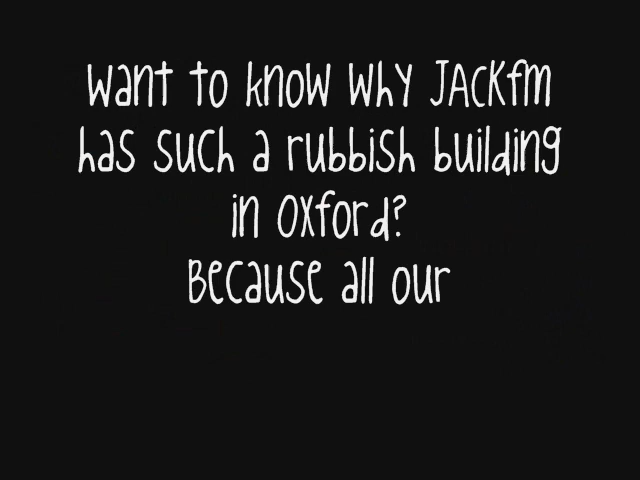 want to know why JACKfm
has such a rubbish building
in Oxford?
Because all our